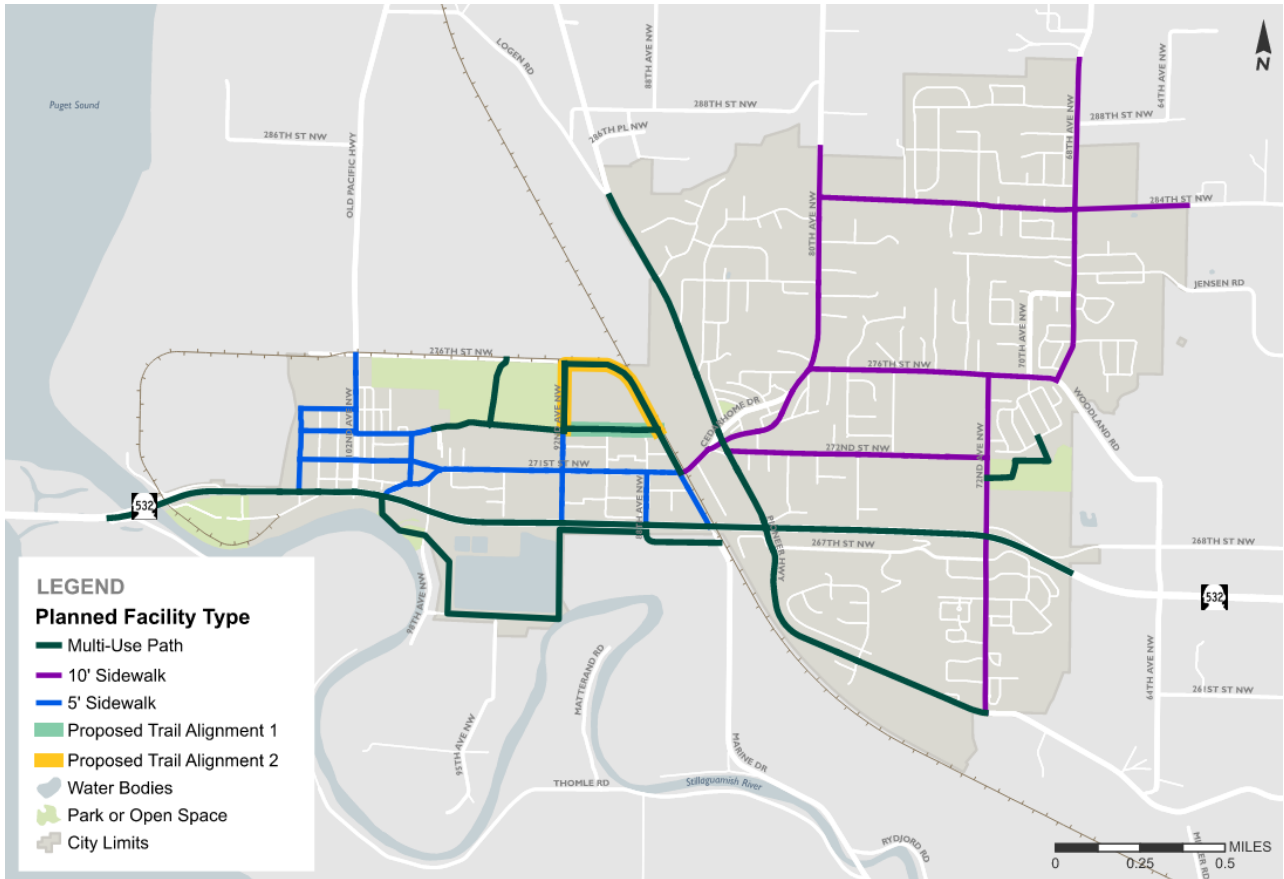 LOGEN RD
88TH AVE NW
64TH AVE NW
N
Puget Sound
288TH ST NW
288TH ST NW
286TH PL NW
286TH ST NW
68TH AVE NW
OLD PACIFIC HWY
284TH ST NW
80TH AVE NW
JENSEN RD
70TH AVE NW
276TH ST NW
276TH ST NW
WOODLAND RD
CEDARHOME DR
102ND AVE NW
92ND AVE NW
272ND ST NW
271ST ST NW
72ND AVE NW
532
88TH AVE NW
PIONEER HWY
267TH ST NW
268TH ST NW
532
98TH AVE NW
LEGEND
Planned Facility Type
Multi-Use Path
10' Sidewalk
5' Sidewalk
Proposed Trail Alignment 1
Proposed Trail Alignment 2
Water Bodies
Park or Open Space
City Limits
MATTERAND RD
64TH AVE NW
261ST ST NW
95TH AVE NW
MARINE DR
THOMLE RD
Stillaguamish River
RYDJORD RD
RD
MILES
0
0.25
0.5